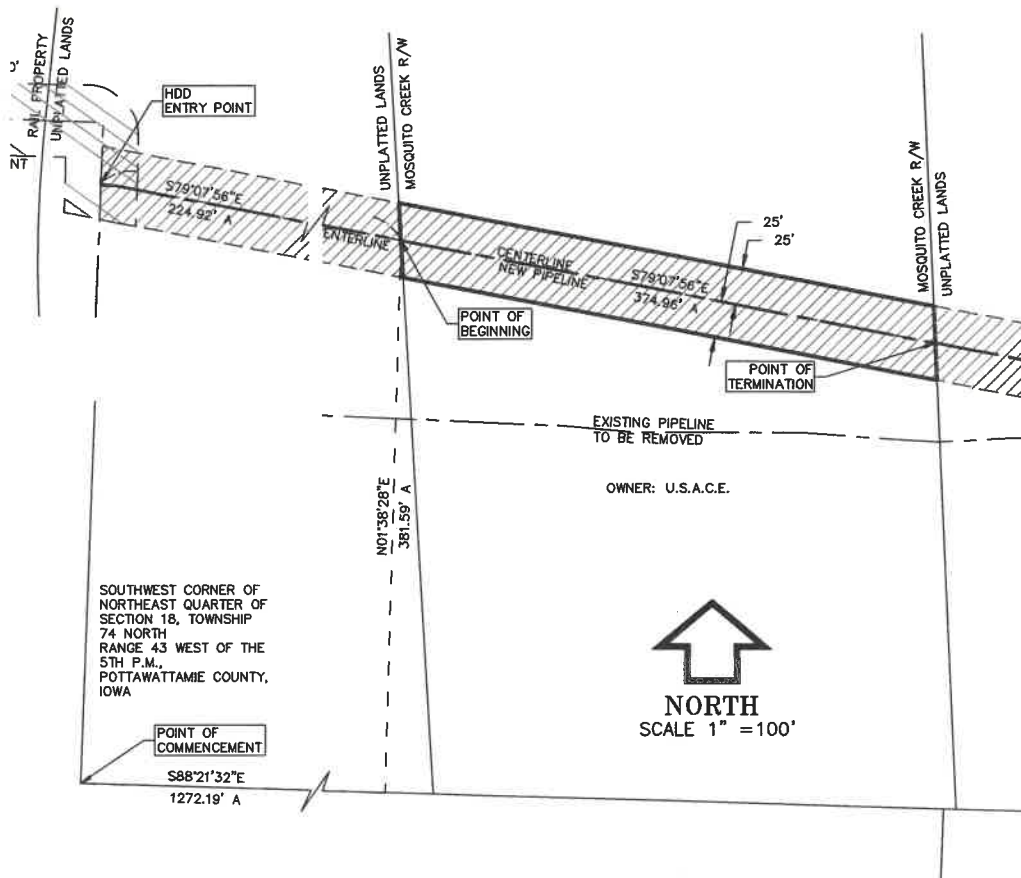 O'
RAIL PROPERTY
UNPLATTED LANDS
NT
HDD
ENTRY POINT
S79°07'56"E
224.92' A
UNPLATTED LANDS
MOSQUITO CREEK R/W
ENTERLINE
CENTERLINE
NEW PIPELINE
S79°07'56"E
374.96' A
25'
25'
MOSQUITO CREEK R/W
UNPLATTED LANDS
POINT OF
BEGINNING
POINT OF
TERMINATION
EXISTING PIPELINE
TO BE REMOVED
OWNER: U.S.A.C.E.
N01°38'28"E
381.59' A
SOUTHWEST CORNER OF
NORTHEAST QUARTER OF
SECTION 18, TOWNSHIP
74 NORTH
RANGE 43 WEST OF THE
5TH P.M.,
POTTAWATTAMIE COUNTY,
IOWA
NORTH
SCALE 1" =100'
POINT OF
COMMENCEMENT
S88°21'32"E
1272.19' A